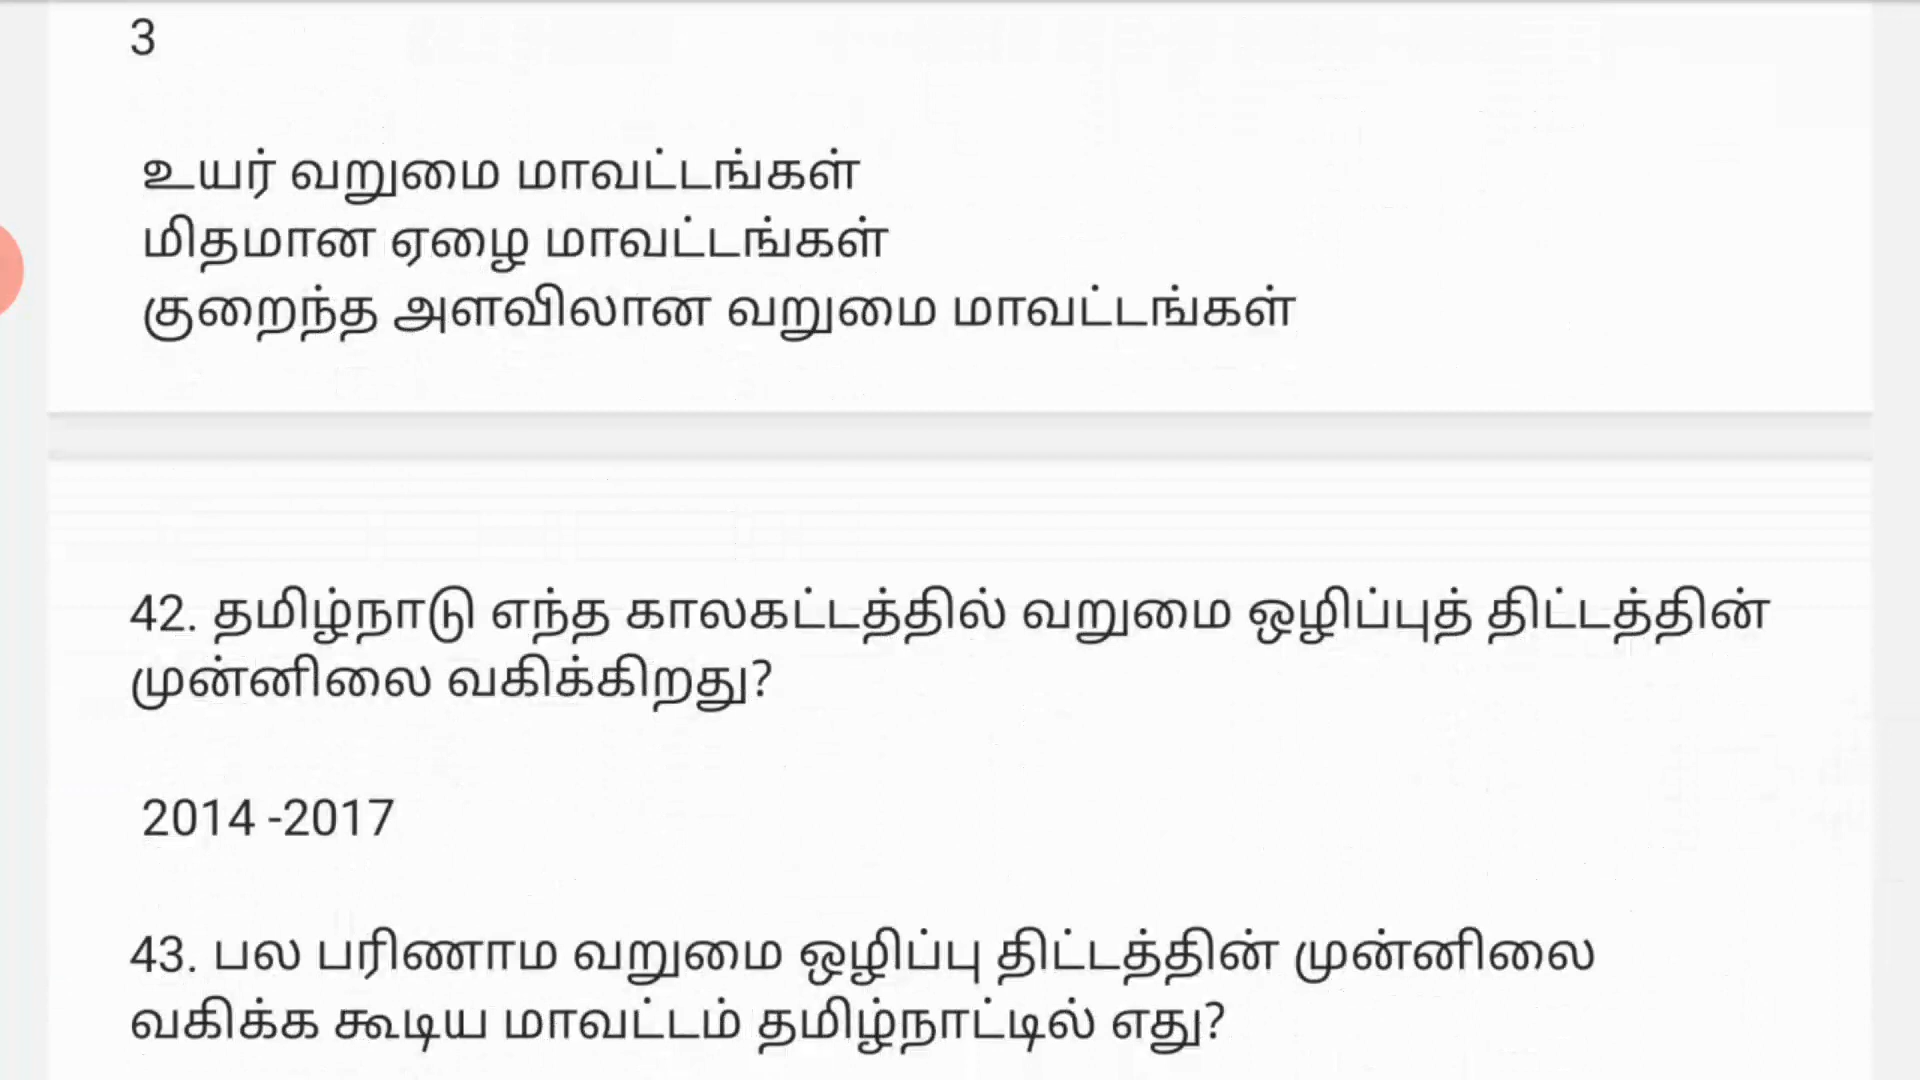 3
உயர் வறுமை மாவட்டங்கள்
மிதமான ஏழை மாவட்டங்கள்
குறைந்த அளவிலான வறுமை மாவட்டங்கள்
42. தமிழ்நாடு எந்த காலகட்டத்தில் வறுமை ஒழிப்புத் திட்டத்தின்
முன்னிலை வகிக்கிறது?
2014 -2017
43. பல பரிணாம வறுமை ஒழிப்பு திட்டத்தின் முன்னிலை
வகிக்க கூடிய மாவட்டம் தமிழ்நாட்டில் எது?